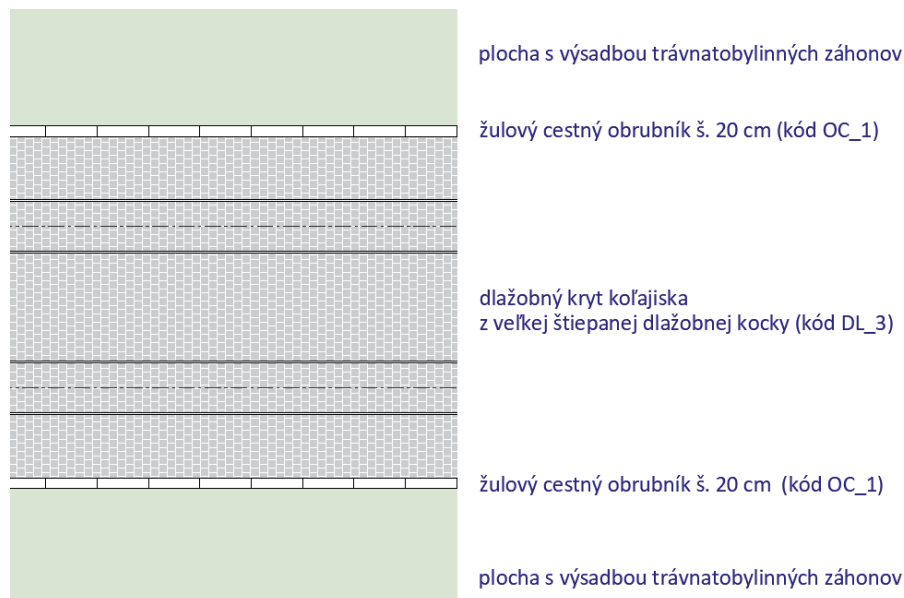 plocha s výsadbou trávnatobylinných záhonov
žulový cestný obrubník š. 20 cm (kód OC_1)
dlažobný kryt koľajiska
z veľkej štiepanej dlažobnej kocky (kód DL_3)
žulový cestný obrubník š. 20 cm (kód OC_1)
plocha s výsadbou trávnatobylinných záhonov